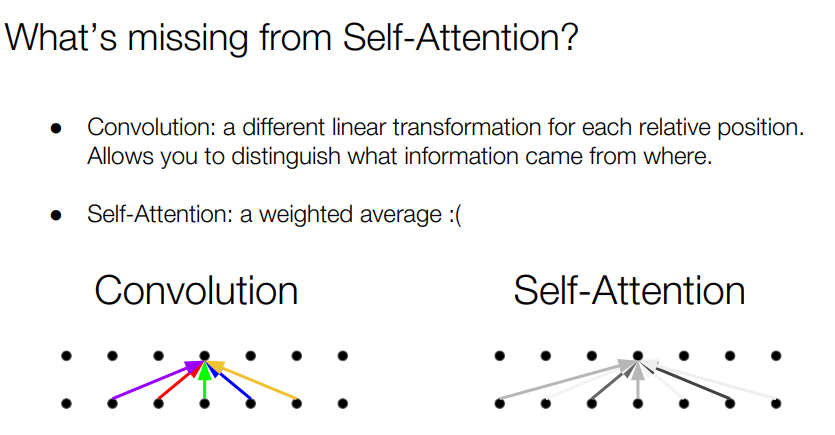 What's missing from Self-Attention?
● Convolution: a different linear transformation for each relative position.
Allows you to distinguish what information came from where.
● Self-Attention: a weighted average :(
Convolution
Self-Attention